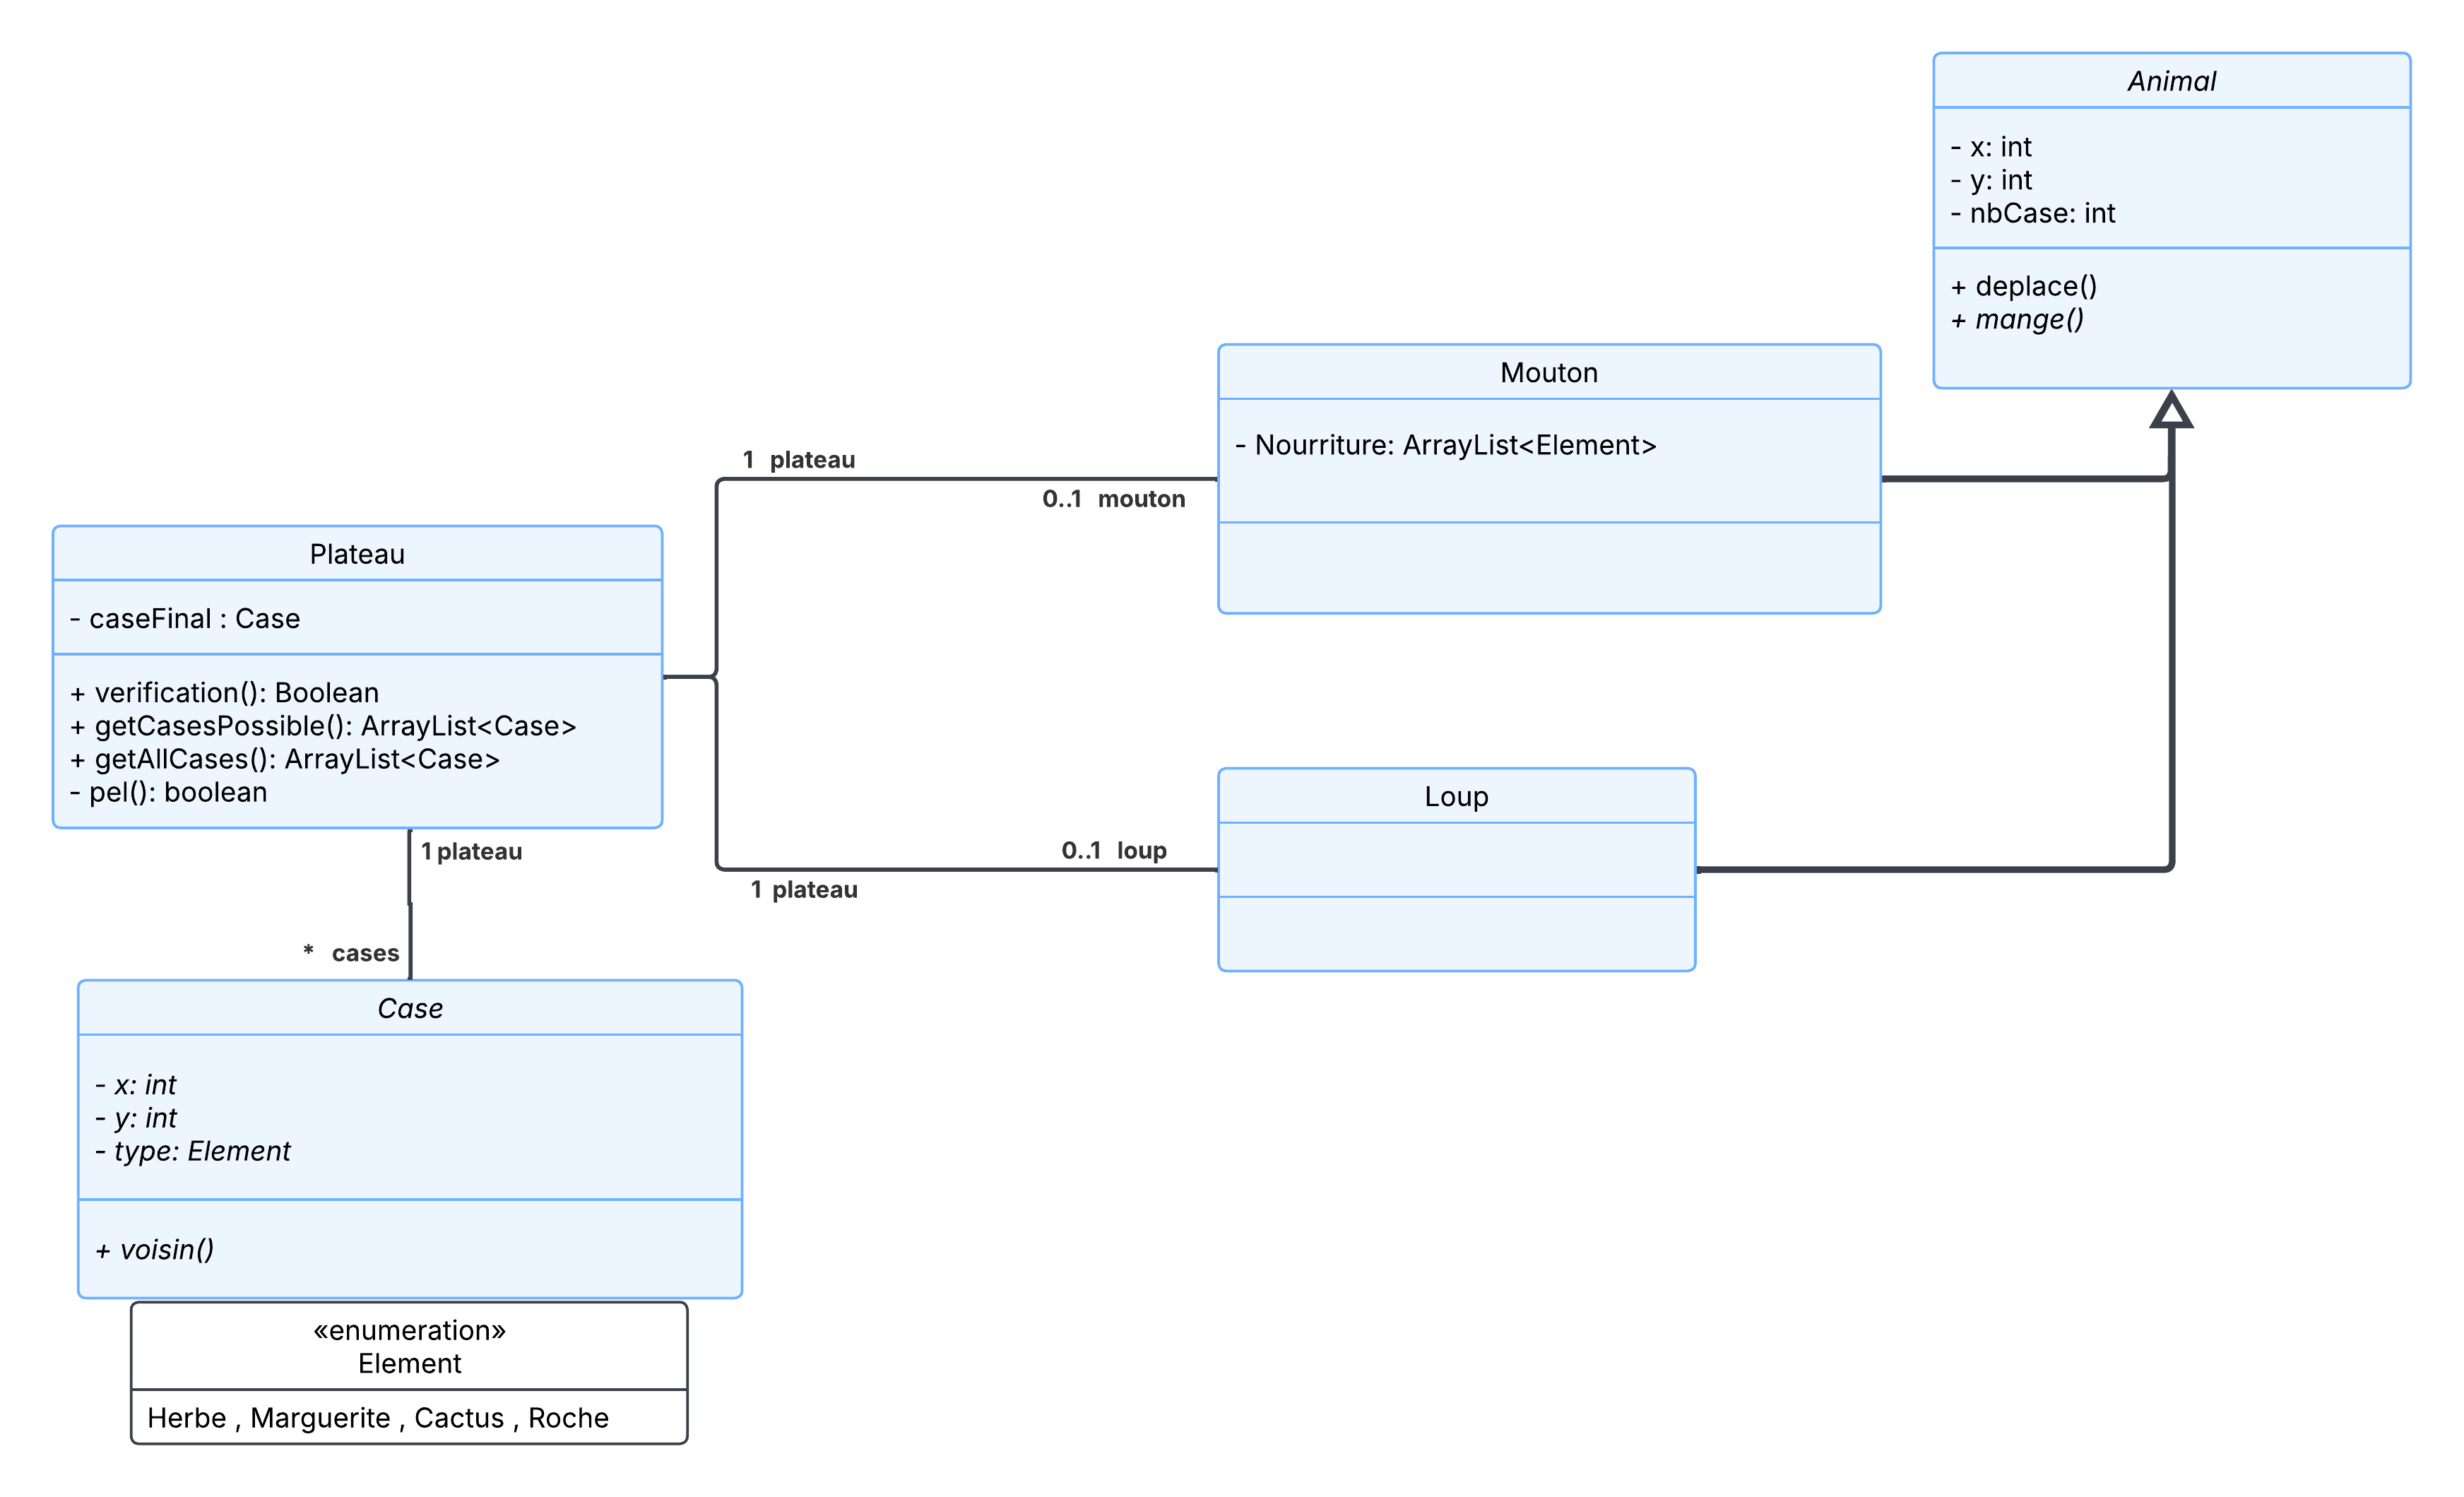 Animal
- x: int
- y: int
- nbCase: int
+ deplace()
+ mange()
Mouton
- Nourriture: ArrayList<Element>
1 plateau
0..1 mouton
Plateau
- caseFinal : Case
+ verification(): Boolean
+ getCasesPossible(): ArrayList<Case>
+ getAllCases(): ArrayList<Case>
- pel(): boolean
Loup
0..1 loup
1 plateau
1 plateau
* cases
Case
- x: int
- y: int
- type: Element
+ voisin()
«enumeration»
Element
Herbe , Marguerite , Cactus , Roche